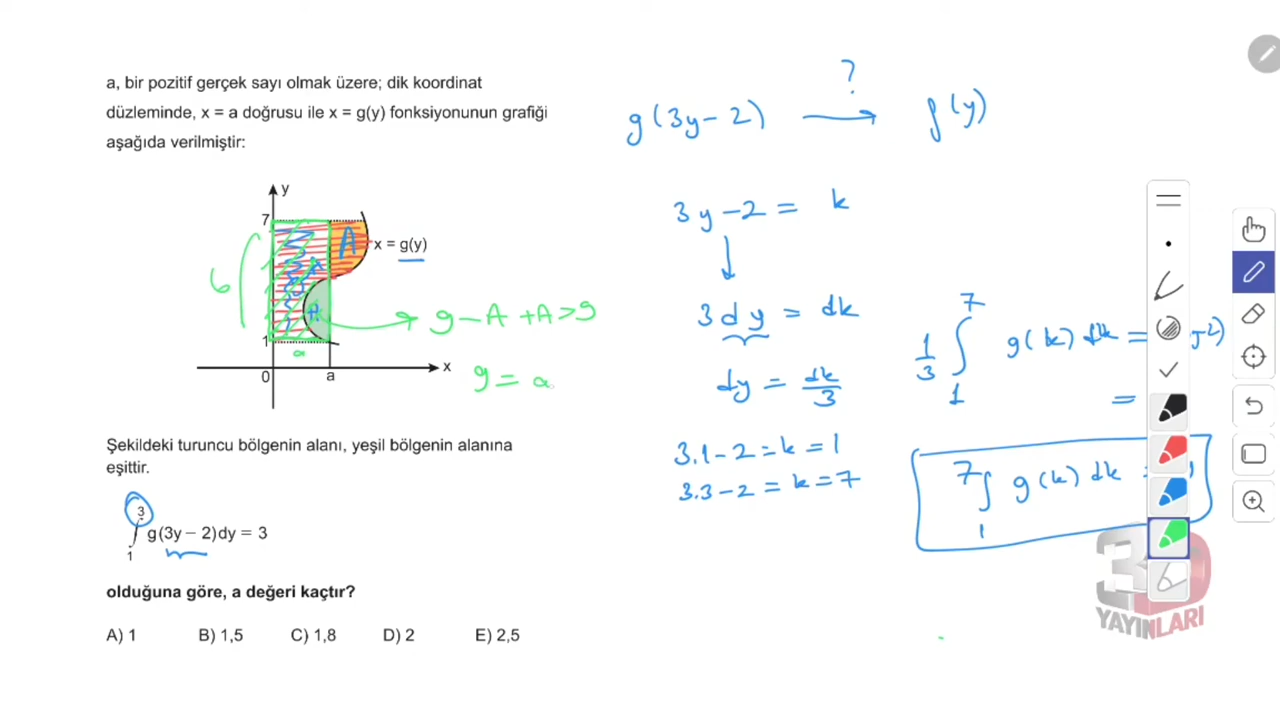 a, bir pozitif gerçek sayı olmak üzere; dik koordinat
düzleminde, x = a doğrusu ile x = g(y) fonksiyonunun grafiği
aşağıda verilmiştir:
y
7
A
x = g(y)
6
A
g - A + A > g
1
a
0
a
x
g = a
Şekildeki turuncu bölgenin alanı, yeşil bölgenin alanına
eşittir.
3
∫ g(3y – 2)dy = 3
1
olduğuna göre, a değeri kaçtır?
A) 1 B) 1,5 C) 1,8 D) 2 E) 2,5
?
g(3y-2) → f(y)
3y-2 = k
3dy = dk
dy = dk/3
3.1-2 = k = 1
3.3-2 = k = 7
7
1/3 ∫ g(k) dk =
1
=
7
∫ g(k) dk =
1
3D
YAYINLARI